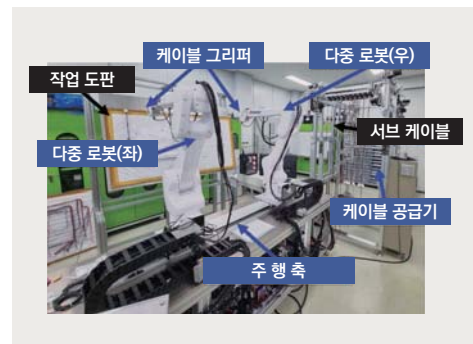 케이블 그리퍼
다중 로봇(우)
작업 도판
서브 케이블
다중 로봇(좌)
케이블 공급기
주 행 축